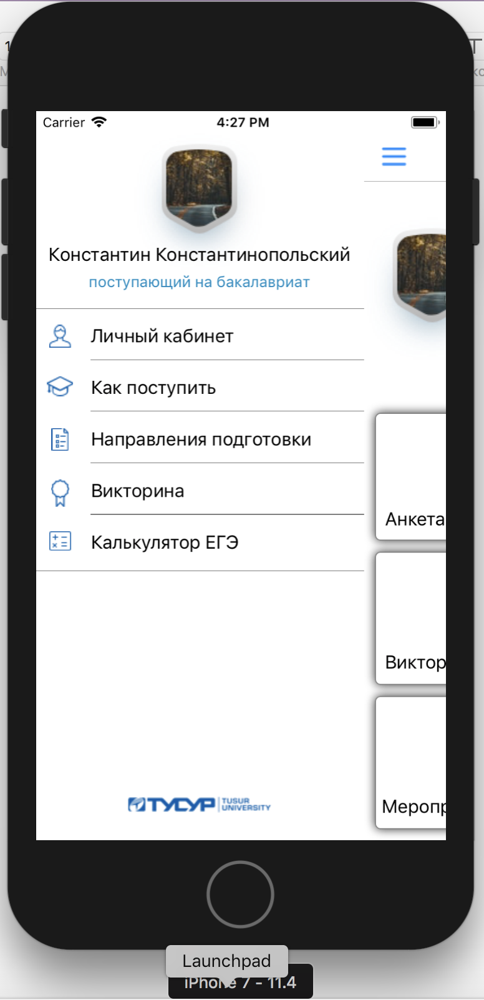 Carrier 4:27 PM
Константин Константинопольский
поступающий на бакалавриат
Личный кабинет
Как поступить
Направления подготовки
Викторина
Калькулятор ЕГЭ
ТУСУР
TUSUR
UNIVERSITY
Анкета
Виктор
Меропр
Launchpad
iPhone 7 - 11.4